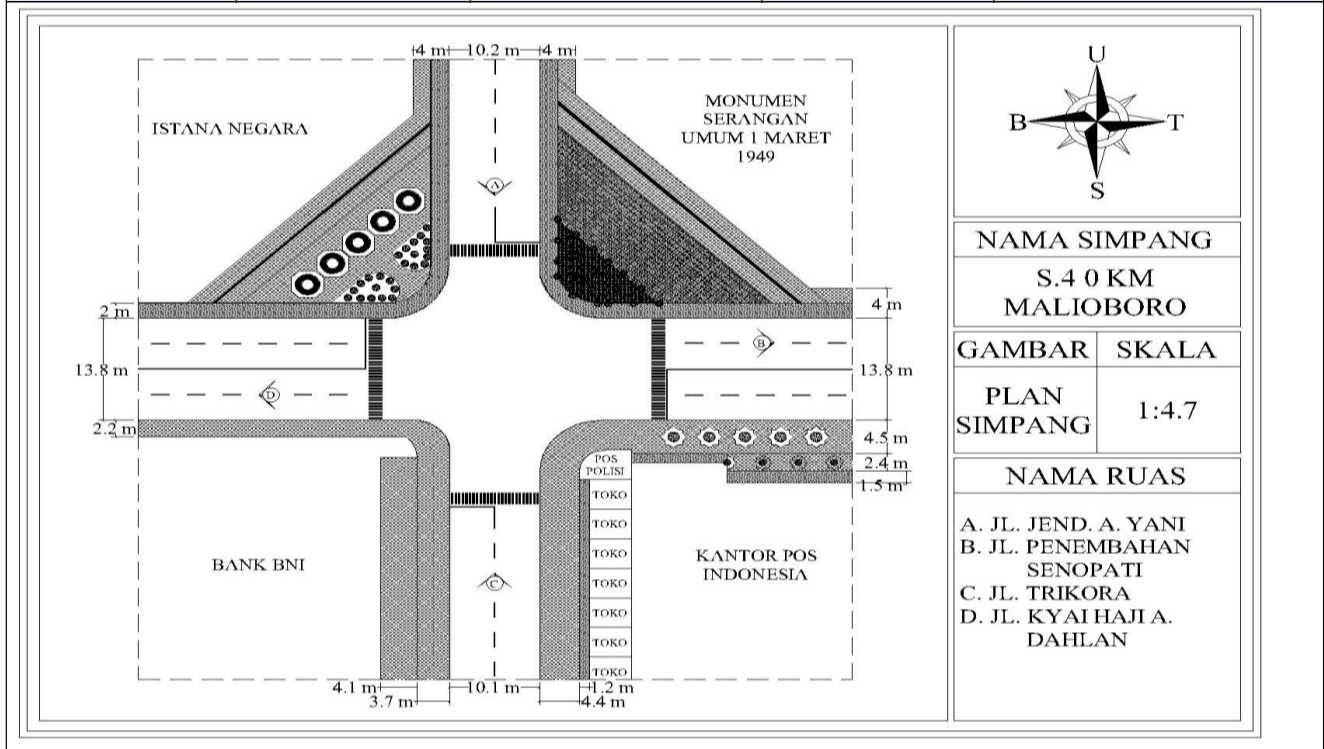 4 m
10.2 m
4 m
ISTANA NEGARA
MONUMEN
SERANGAN
UMUM 1 MARET
1949
A
2 m
4 m
B
13.8 m
13.8 m
D
2.2 m
4.5 m
POS
POLISI
2.4 m
1.5 m
TOKO
TOKO
TOKO
TOKO
TOKO
TOKO
TOKO
BANK BNI
KANTOR POS
INDONESIA
C
4.1 m
10.1 m
1.2 m
3.7 m
4.4 m
U
B
T
S
NAMA SIMPANG
S.4 0 KM
MALIOBORO
GAMBAR
SKALA
PLAN
SIMPANG
1:4.7
NAMA RUAS
A. JL. JEND. A. YANI
B. JL. PENEMBAHAN
SENOPATI
C. JL. TRIKORA
D. JL. KYAI HAJI A.
DAHLAN